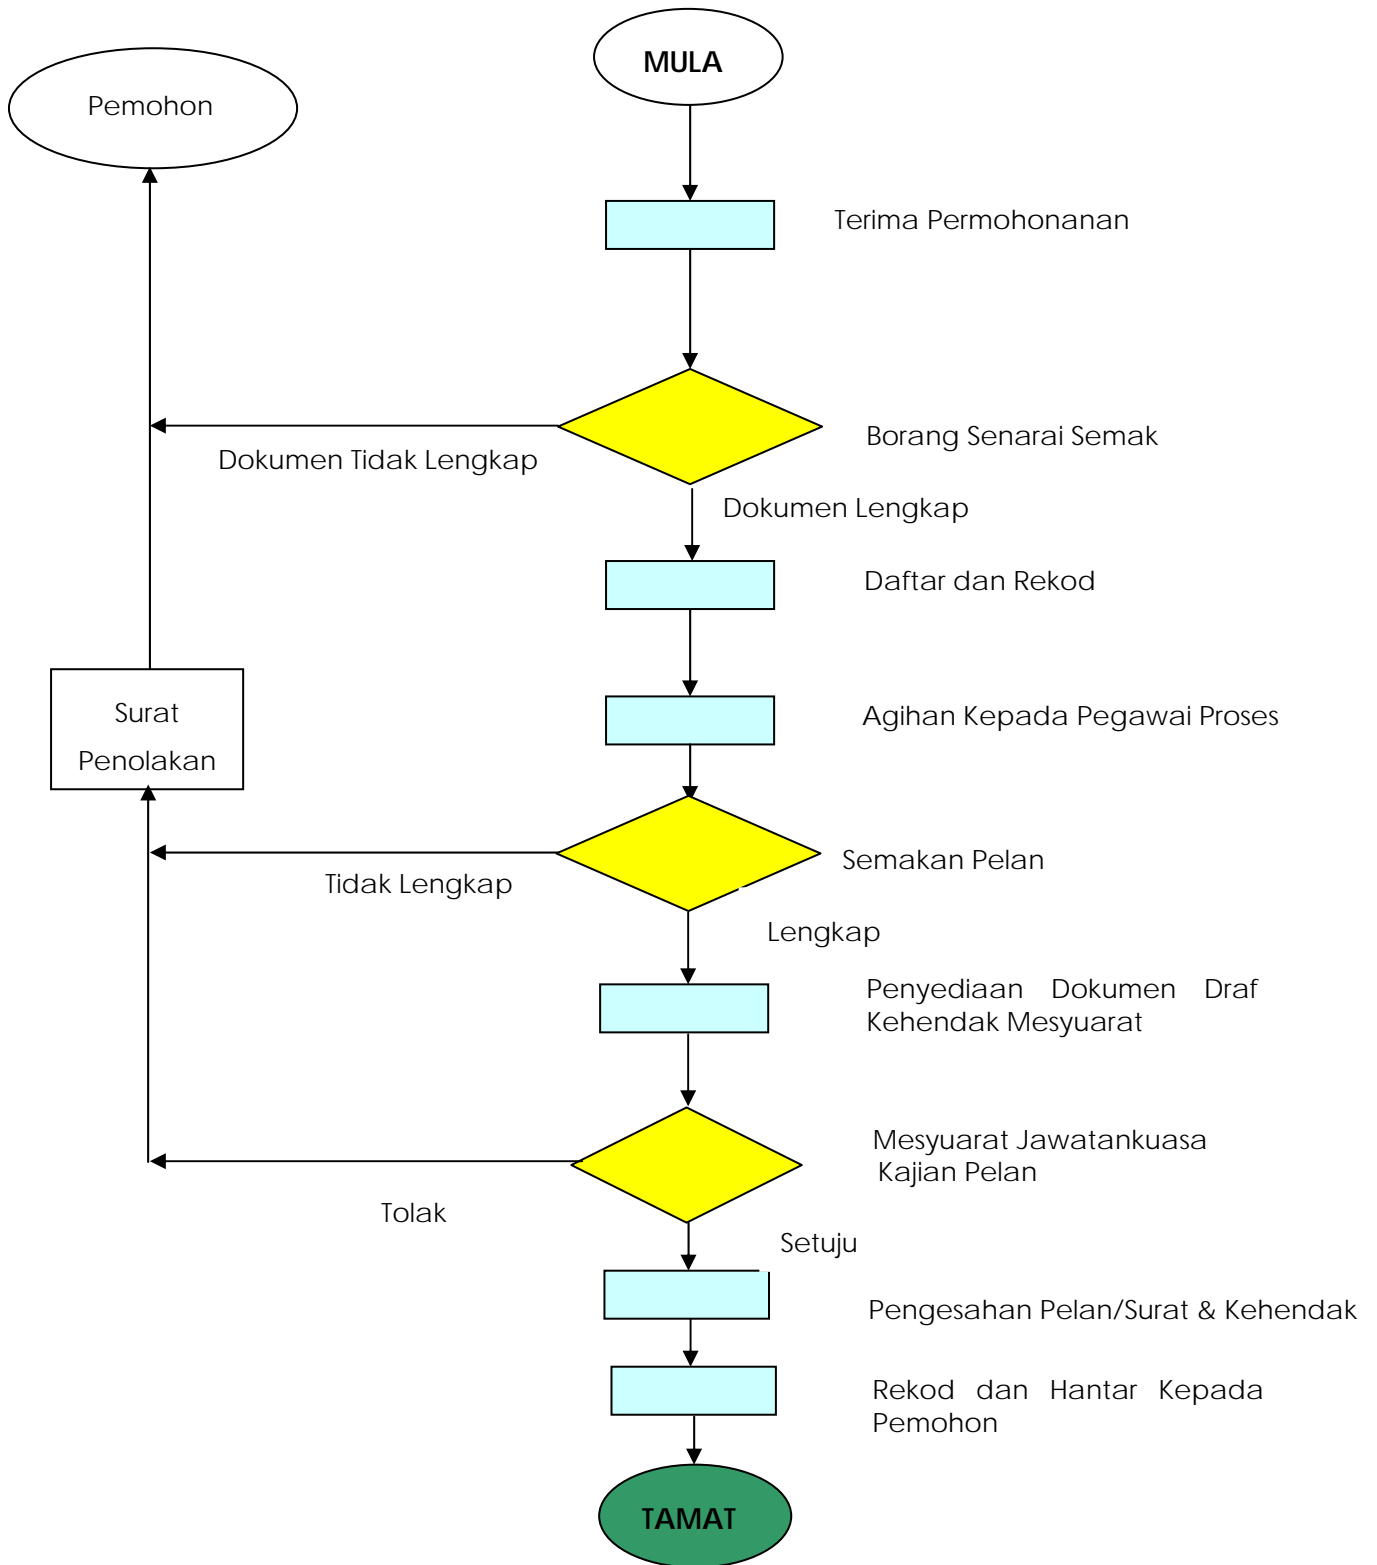 MULA
Pemohon
Terima Permohonanan
Borang Senarai Semak
Dokumen Tidak Lengkap
Dokumen Lengkap
Daftar dan Rekod
Surat
Penolakan
Agihan Kepada Pegawai Proses
Semakan Pelan
Tidak Lengkap
Lengkap
Penyediaan Dokumen Draf
Kehendak Mesyuarat
Mesyuarat Jawatankuasa
Kajian Pelan
Tolak
Setuju
Pengesahan Pelan/Surat & Kehendak
Rekod dan Hantar Kepada
Pemohon
TAMAT